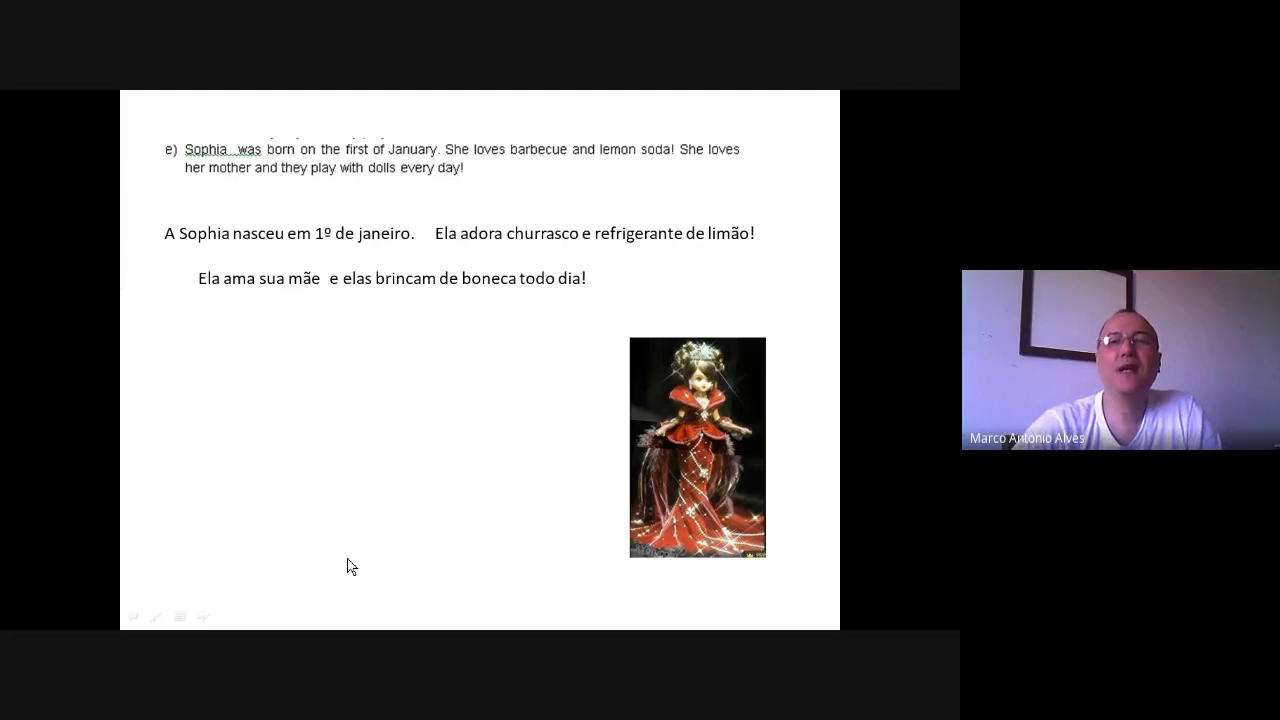 e) Sophia was born on the first of January. She loves barbecue and lemon soda! She loves
her mother and they play with dolls every day!
A Sophia nasceu em 1º de janeiro. Ela adora churrasco e refrigerante de limão!
Ela ama sua mãe e elas brincam de boneca todo dia!
Marco Antonio Alves